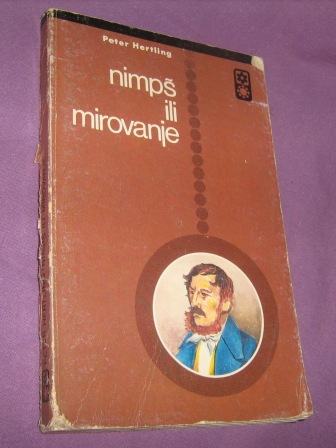 Peter Hertling
nimpš
ili
mirovanje